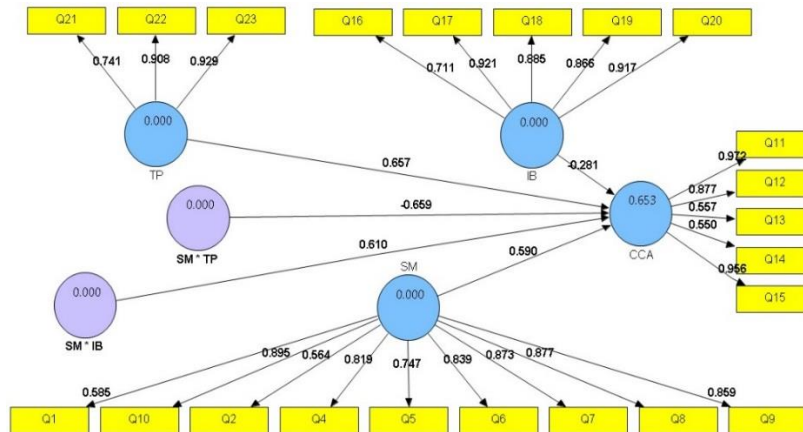 Q21 Q22 Q23 Q16 Q17 Q18 Q19 Q20
0.741 0.908 0.929 0.711 0.921 0.885 0.866 0.917
0.000 0.000
TP IB
Q11
0.972
0.657 -0.281
Q12
0.877
0.000 0.653 0.557 Q13
-0.659
SM * TP
0.550
Q14
0.610 0.590 CCA
0.956
SM
Q15
0.000 0.000
SM * IB
0.585 0.895 0.564 0.819 0.747 0.839 0.873 0.877 0.859
Q1 Q10 Q2 Q4 Q5 Q6 Q7 Q8 Q9